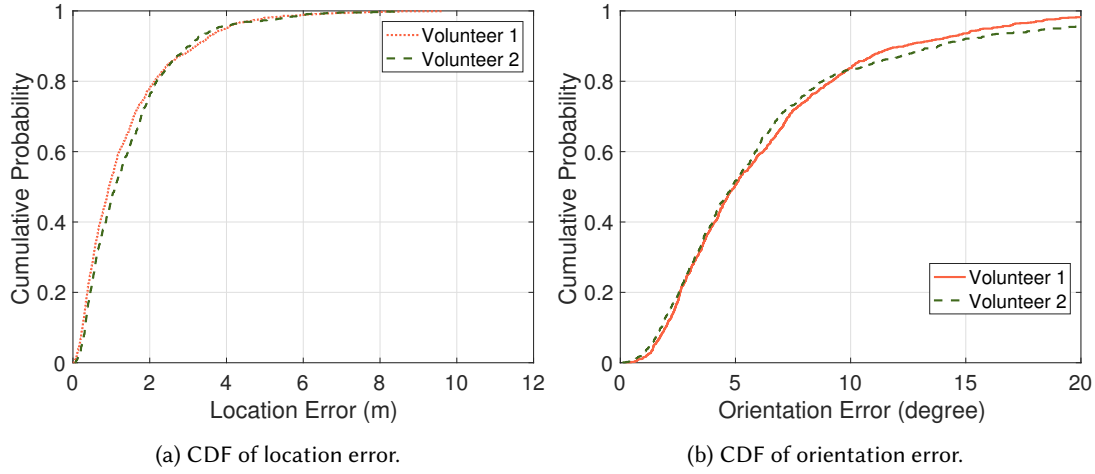 1
0.8
0.6
0.4
0.2
0
Cumulative Probability
0 2 4 6 8 10 12
Location Error (m)
Volunteer 1
Volunteer 2
(a) CDF of location error.
1
0.8
0.6
0.4
0.2
0
Cumulative Probability
0 5 10 15 20
Orientation Error (degree)
Volunteer 1
Volunteer 2
(b) CDF of orientation error.